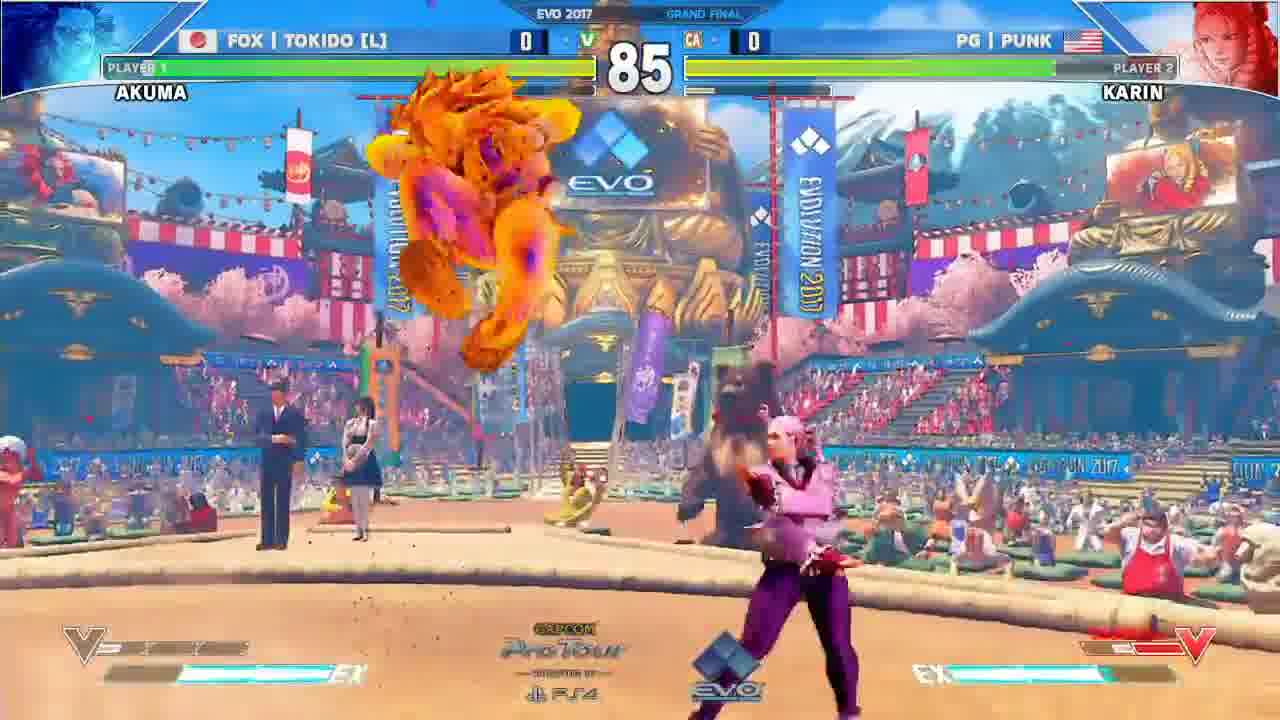 EVO 2017 GRAND FINAL
FOX | TOKIDO [L] 0 V 85 CA 0 PG | PUNK
PLAYER 1 PLAYER 2
AKUMA KARIN
EVO
EVOLUTION 2017
2017
CAPCOM
Pro Tour
PS4
EX EX
EVO